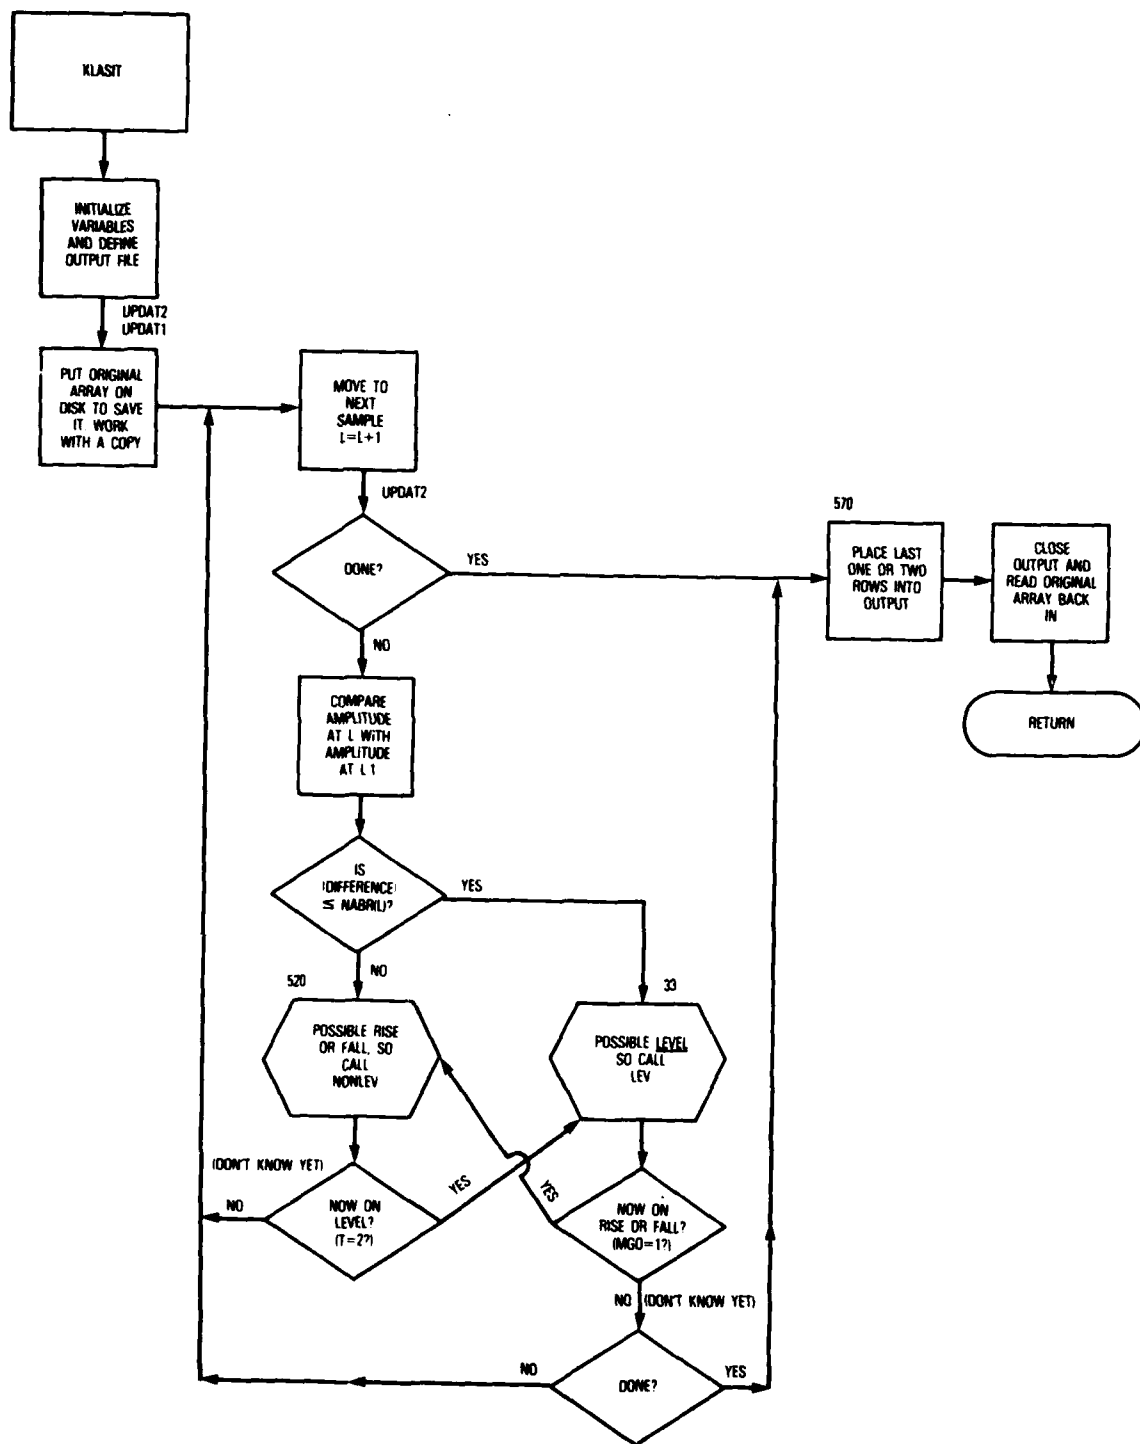 KLASIT
INITIALIZE
VARIABLES
AND DEFINE
OUTPUT FILE
UPDAT2
UPDAT1
PUT ORIGINAL
ARRAY ON
DISK TO SAVE
IT. WORK
WITH A COPY
MOVE TO
NEXT
SAMPLE
L=L+1
UPDAT2
DONE?
YES
NO
570
PLACE LAST
ONE OR TWO
ROWS INTO
OUTPUT
CLOSE
OUTPUT AND
READ ORIGINAL
ARRAY BACK
IN
RETURN
COMPARE
AMPLITUDE
AT L WITH
AMPLITUDE
AT L 1
IS
|DIFFERENCE|
≤ NABR(L)?
YES
NO
520
POSSIBLE RISE
OR FALL, SO
CALL
NONLEV
33
POSSIBLE LEVEL
SO CALL
LEV
(DON'T KNOW YET)
NO
NOW ON
LEVEL?
(T=2?)
YES
YES
NOW ON
RISE OR FALL?
(MGO=1?)
NO (DON'T KNOW YET)
NO
DONE?
YES